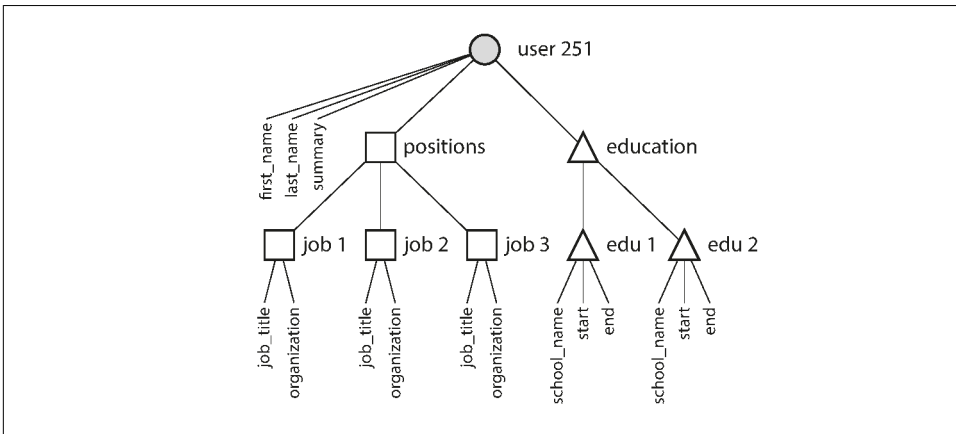 user 251
first_name
last_name
summary
positions
education
job 1
job 2
job 3
edu 1
edu 2
job_title
organization
job_title
organization
job_title
organization
school_name
start
end
school_name
start
end